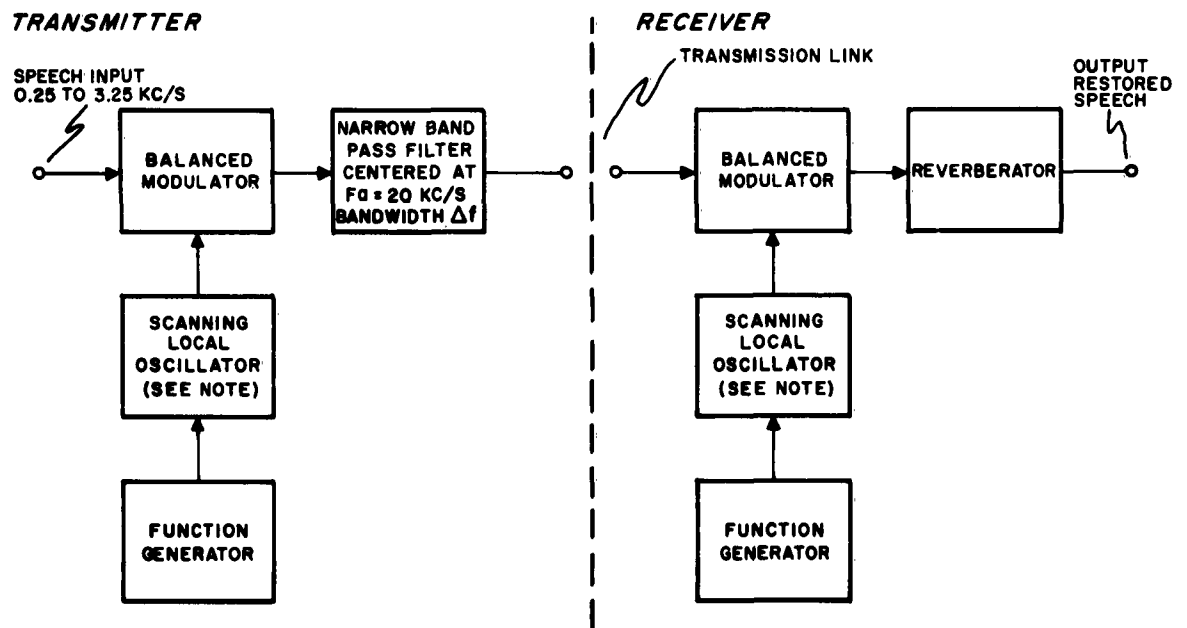 TRANSMITTER
SPEECH INPUT
0.25 TO 3.25 KC/S
BALANCED
MODULATOR
NARROW BAND
PASS FILTER
CENTERED AT
Fa = 20 KC/S
BANDWIDTH Δf
SCANNING
LOCAL
OSCILLATOR
(SEE NOTE)
FUNCTION
GENERATOR
RECEIVER
TRANSMISSION LINK
BALANCED
MODULATOR
REVERBERATOR
OUTPUT
RESTORED
SPEECH
SCANNING
LOCAL
OSCILLATOR
(SEE NOTE)
FUNCTION
GENERATOR